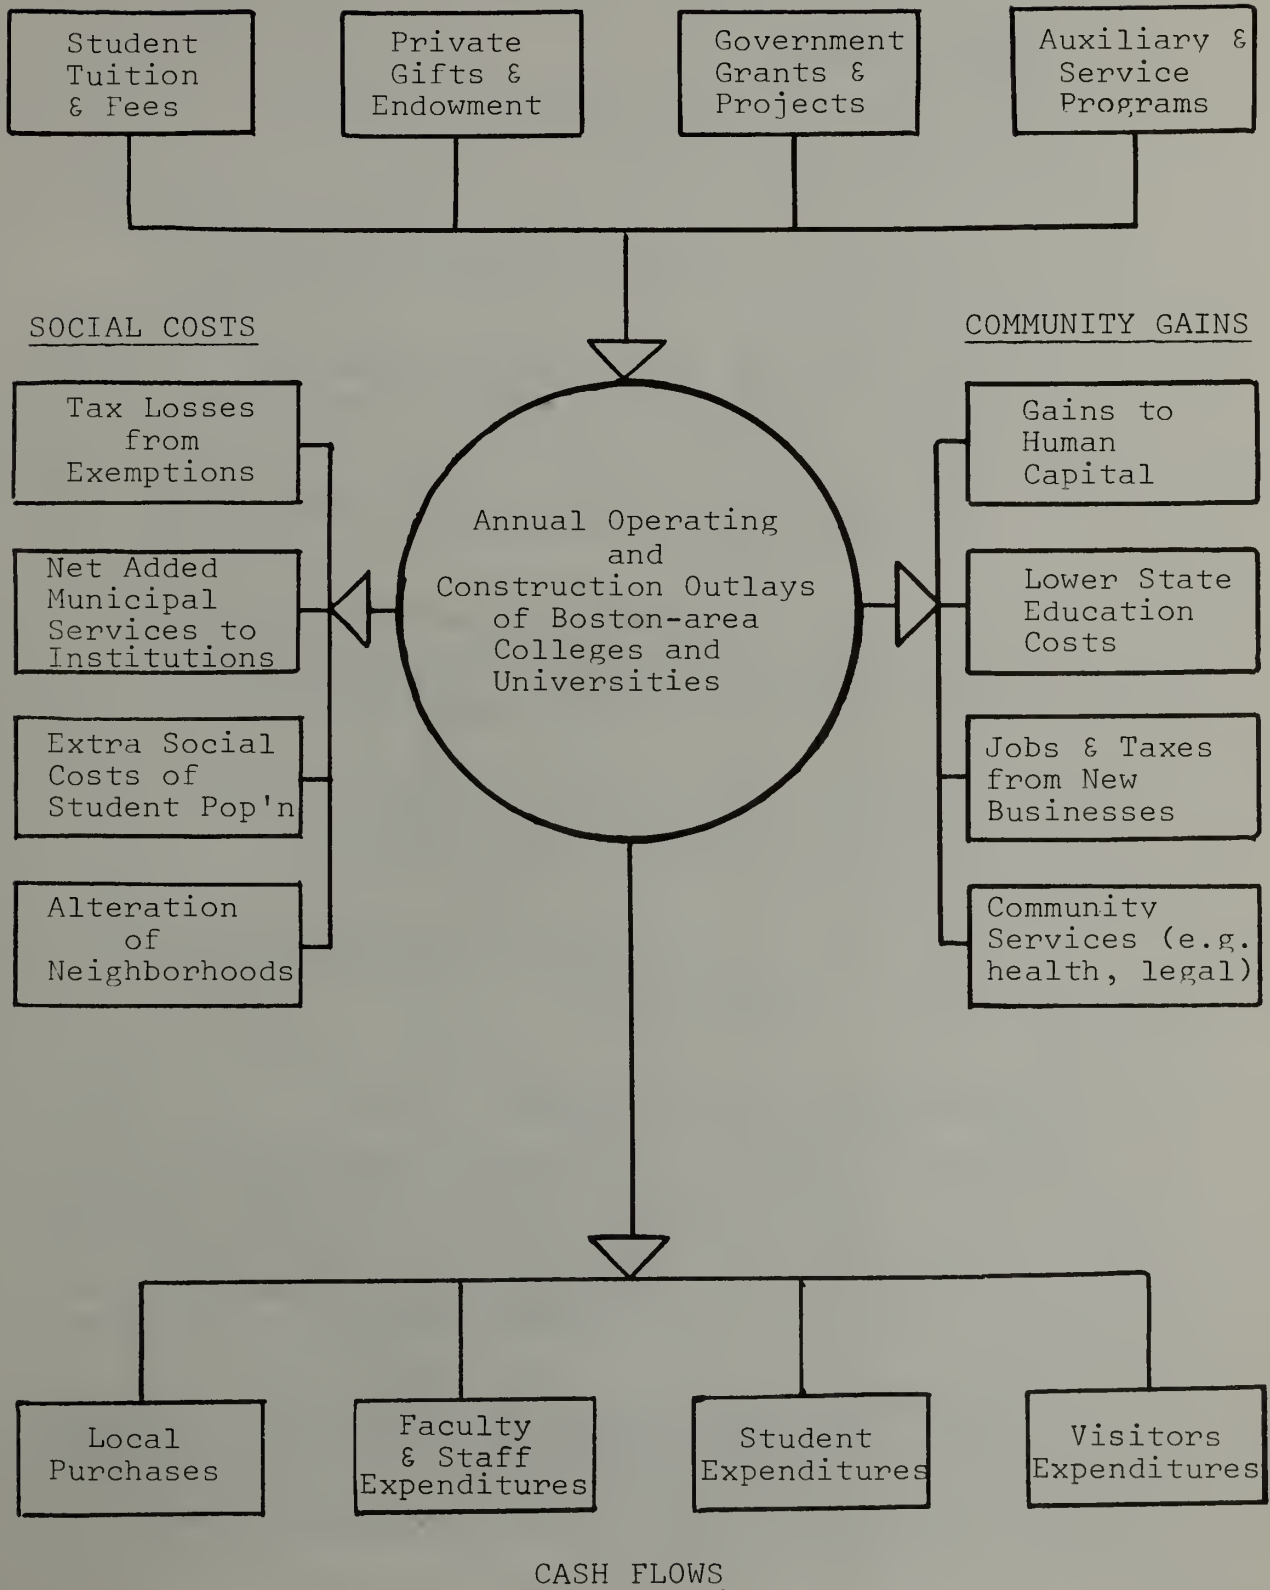 Student
Tuition
& Fees
Private
Gifts &
Endowment
Government
Grants &
Projects
Auxiliary &
Service
Programs
SOCIAL COSTS
COMMUNITY GAINS
Tax Losses
from
Exemptions
Net Added
Municipal
Services to
Institutions
Extra Social
Costs of
Student Pop'n
Alteration
of
Neighborhoods
Annual Operating
and
Construction Outlays
of Boston-area
Colleges and
Universities
Gains to
Human
Capital
Lower State
Education
Costs
Jobs & Taxes
from New
Businesses
Community
Services (e.g.
health, legal)
Local
Purchases
Faculty
& Staff
Expenditures
Student
Expenditures
Visitors
Expenditures
CASH FLOWS